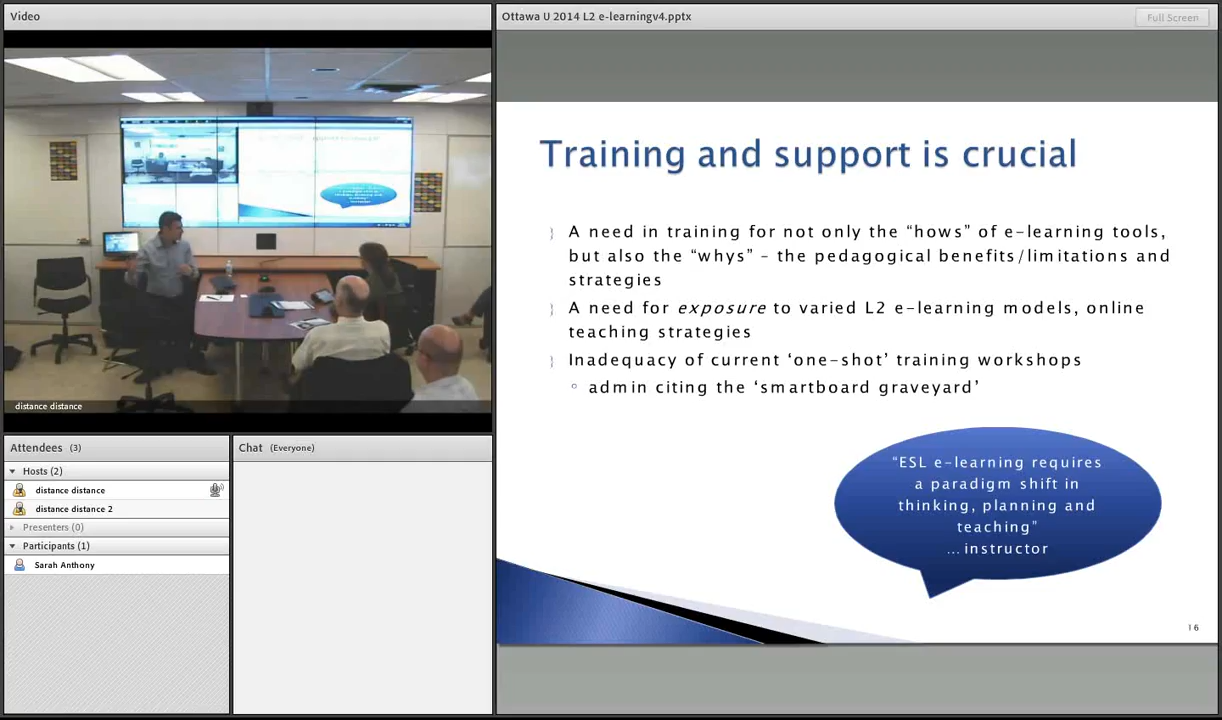 Video
Ottawa U 2014 L2 e-learningv4.pptx
Full Screen
distance distance
Attendees (3)
Hosts (2)
distance distance
distance distance 2
Presenters (0)
Participants (1)
Sarah Anthony
Chat (Everyone)
Training and support is crucial
A need in training for not only the “hows” of e-learning tools,
but also the “whys” – the pedagogical benefits/limitations and
strategies
A need for exposure to varied L2 e-learning models, online
teaching strategies
Inadequacy of current ‘one-shot’ training workshops
admin citing the ‘smartboard graveyard’
“ESL e-learning requires
a paradigm shift in
thinking, planning and
teaching”
...instructor
16